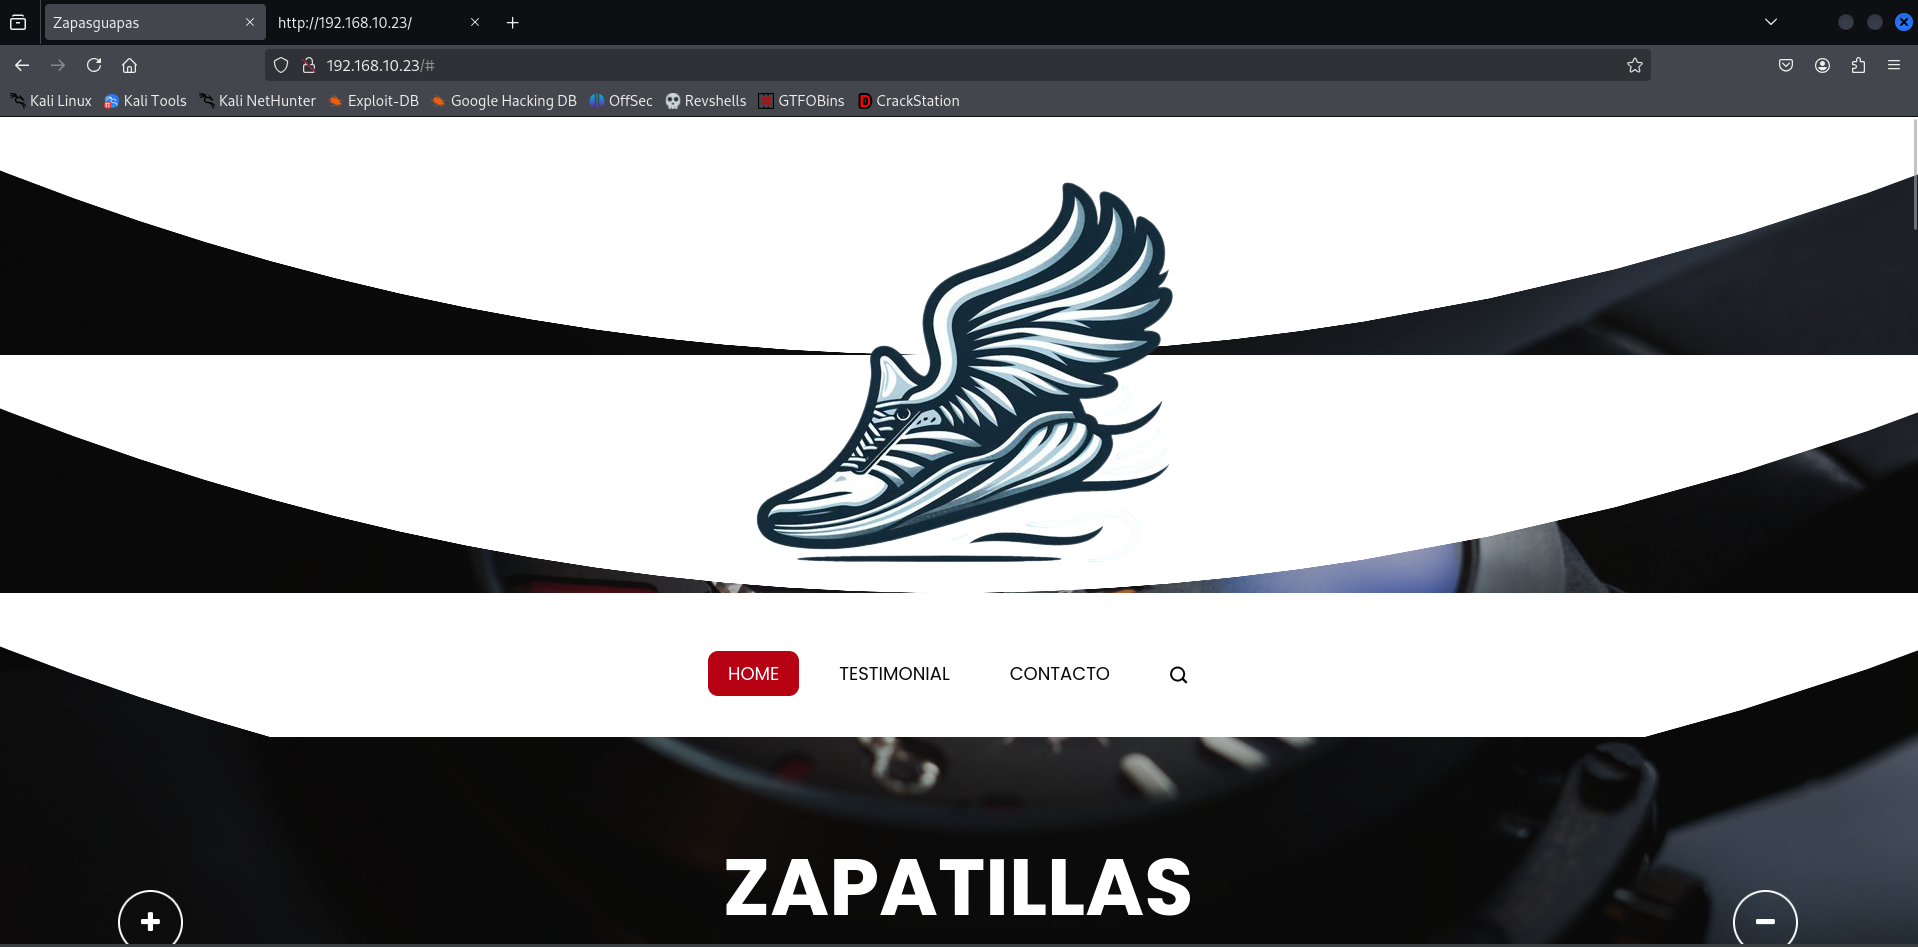 Zapasguapas
http://192.168.10.23/
192.168.10.23/#
Kali Linux
Kali Tools
Kali NetHunter
Exploit-DB
Google Hacking DB
OffSec
Revshells
GTFOBins
CrackStation
HOME
TESTIMONIAL
CONTACTO
ZAPATILLAS